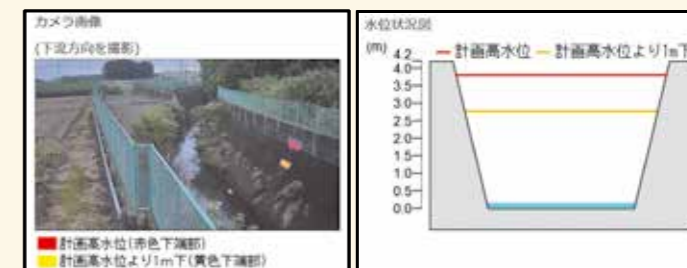 カメラ画像
(下流方向を撮影)
計画高水位(赤色下端部)
計画高水位より1m下(黄色下端部)
水位状況図
(m)
計画高水位 計画高水位より1m下
4.2
4.0
3.5
3.0
2.5
2.0
1.5
1.0
0.5
0.0